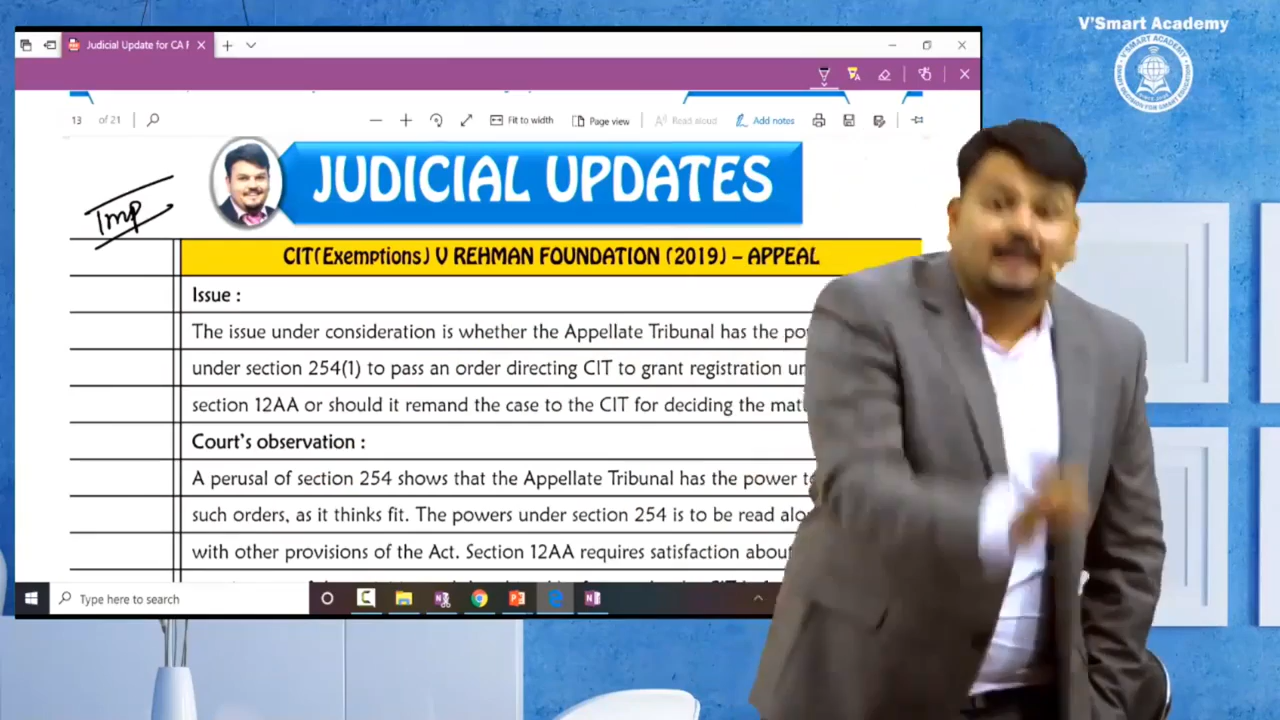 V'Smart Academy
Judicial Update for CA F
13 of 21
Fit to width
Page view
Read aloud
Add notes
Imp
JUDICIAL UPDATES
CIT(Exemptions) V REHMAN FOUNDATION (2019) – APPEAL
Issue :
The issue under consideration is whether the Appellate Tribunal has the po
under section 254(1) to pass an order directing CIT to grant registration un
section 12AA or should it remand the case to the CIT for deciding the mat
Court's observation :
A perusal of section 254 shows that the Appellate Tribunal has the power t
such orders, as it thinks fit. The powers under section 254 is to be read alo
with other provisions of the Act. Section 12AA requires satisfaction about
Type here to search